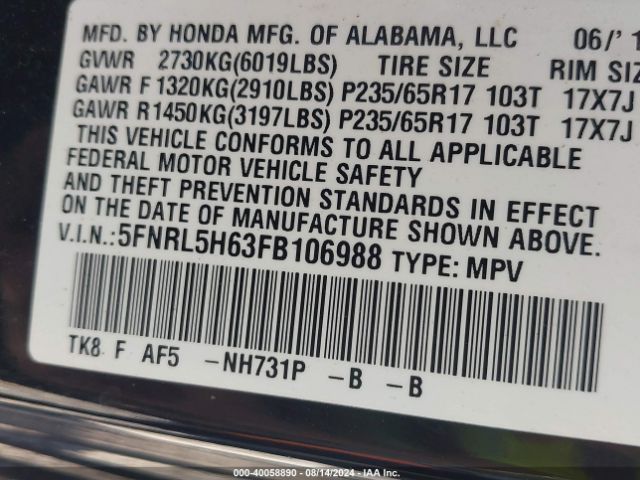 MFD. BY HONDA MFG. OF ALABAMA, LLC 06/' 1
GVWR 2730KG(6019LBS) TIRE SIZE RIM SIZ
GAWR F 1320KG(2910LBS) P235/65R17 103T 17X7J
GAWR R1450KG(3197LBS) P235/65R17 103T 17X7J
THIS VEHICLE CONFORMS TO ALL APPLICABLE
FEDERAL MOTOR VEHICLE SAFETY
AND THEFT PREVENTION STANDARDS IN EFFECT
ON THE DATE OF MANUFACTURE SHOWN ABOVE.
V.I.N.: 5FNRL5H63FB106988 TYPE: MPV
TK8 F AF5 -NH731P -B -B
000-40058890 - 08/14/2024 - IAA Inc.